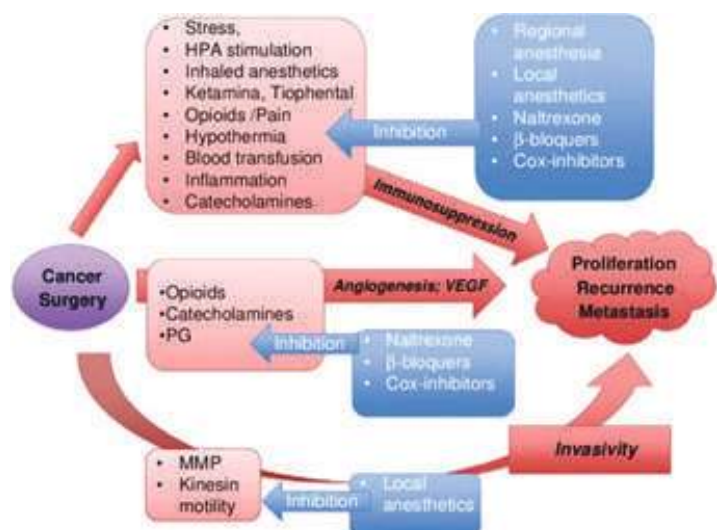 • Stress,
• HPA stimulation
• Inhaled anesthetics
• Ketamina, Tiophental
• Opioids /Pain
• Hypothermia
• Blood transfusion
• Inflammation
• Catecholamines
Inhibition
• Regional
anesthesia
• Local
anesthetics
• Naltrexone
• β-bloquers
• Cox-inhibitors
Immunosuppression
Cancer
Surgery
•Opioids
•Catecholamines
•PG
Angiogenesis; VEGF
Inhibition
• Naltrexone
• β-bloquers
• Cox-inhibitors
Proliferation
Recurrence
Metastasis
• MMP
• Kinesin
motility
Inhibition
• Local
anesthetics
Invasivity